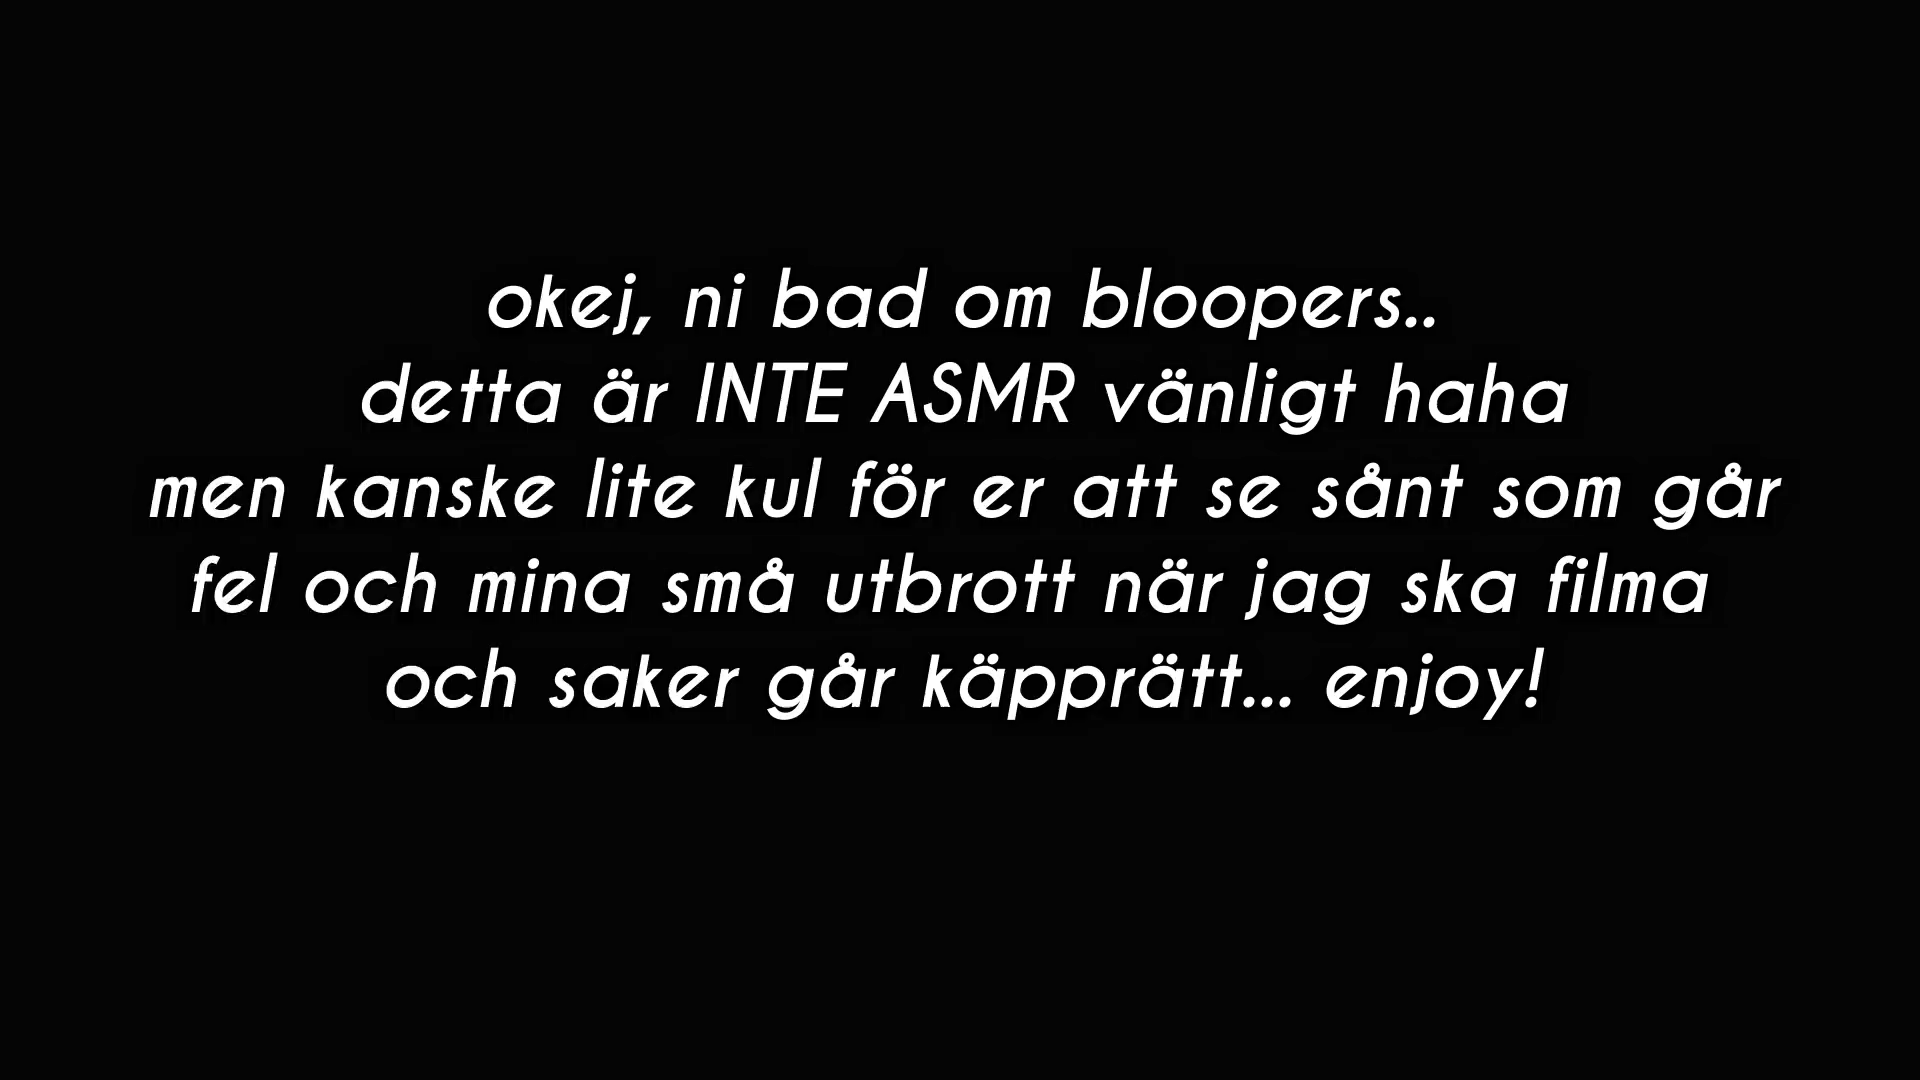 okej, ni bad om bloopers..
detta är INTE ASMR vänligt haha
men kanske lite kul för er att se sånt som går
fel och mina små utbrott när jag ska filma
och saker går käpprätt... enjoy!